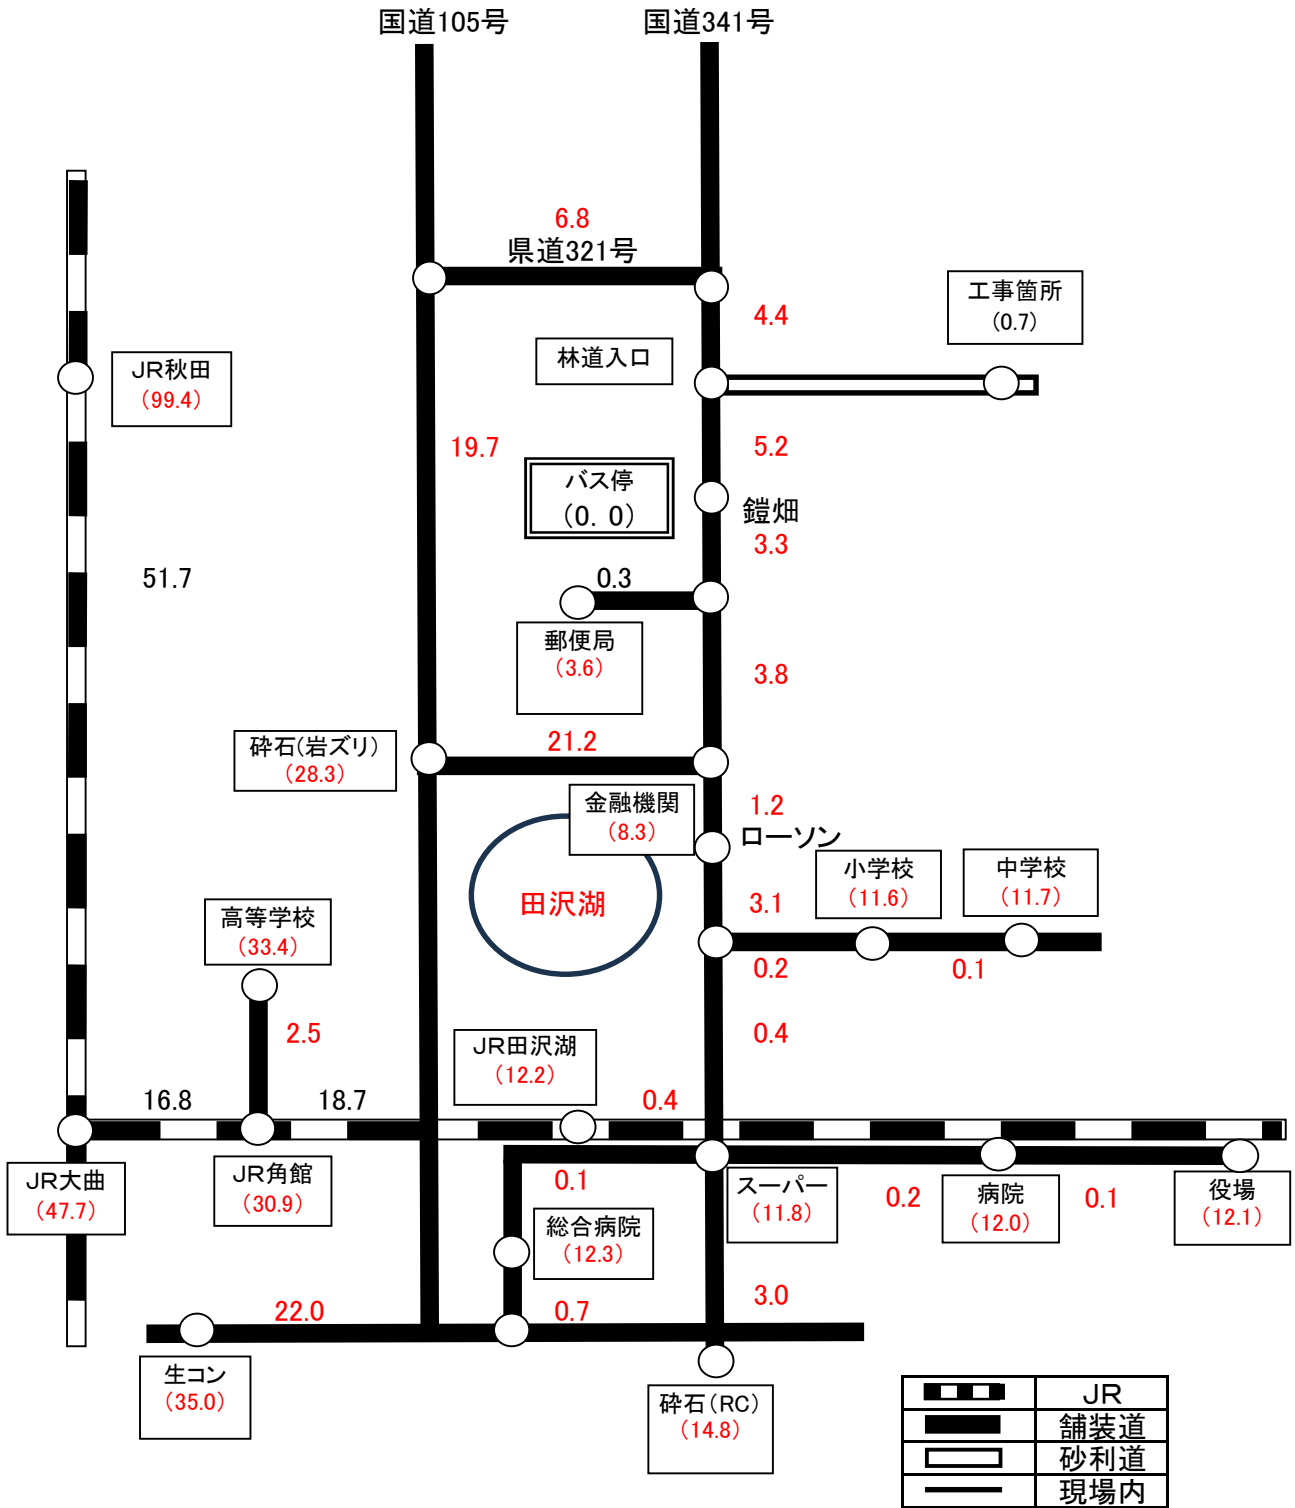 国道105号
国道341号
6.8
県道321号
工事箇所
(0.7)
4.4
林道入口
JR秋田
(99.4)
19.7
5.2
バス停
(0. 0)
鎧畑
3.3
51.7
0.3
郵便局
(3.6)
3.8
砕石(岩ズリ)
(28.3)
21.2
金融機関
(8.3)
1.2
ローソン
小学校
(11.6)
中学校
(11.7)
3.1
田沢湖
高等学校
(33.4)
0.2
0.1
2.5
0.4
JR田沢湖
(12.2)
16.8
18.7
0.4
JR大曲
(47.7)
JR角館
(30.9)
0.1
スーパー
(11.8)
0.2
病院
(12.0)
0.1
役場
(12.1)
総合病院
(12.3)
22.0
0.7
3.0
生コン
(35.0)
砕石(RC)
(14.8)
JR
舗装道
砂利道
現場内